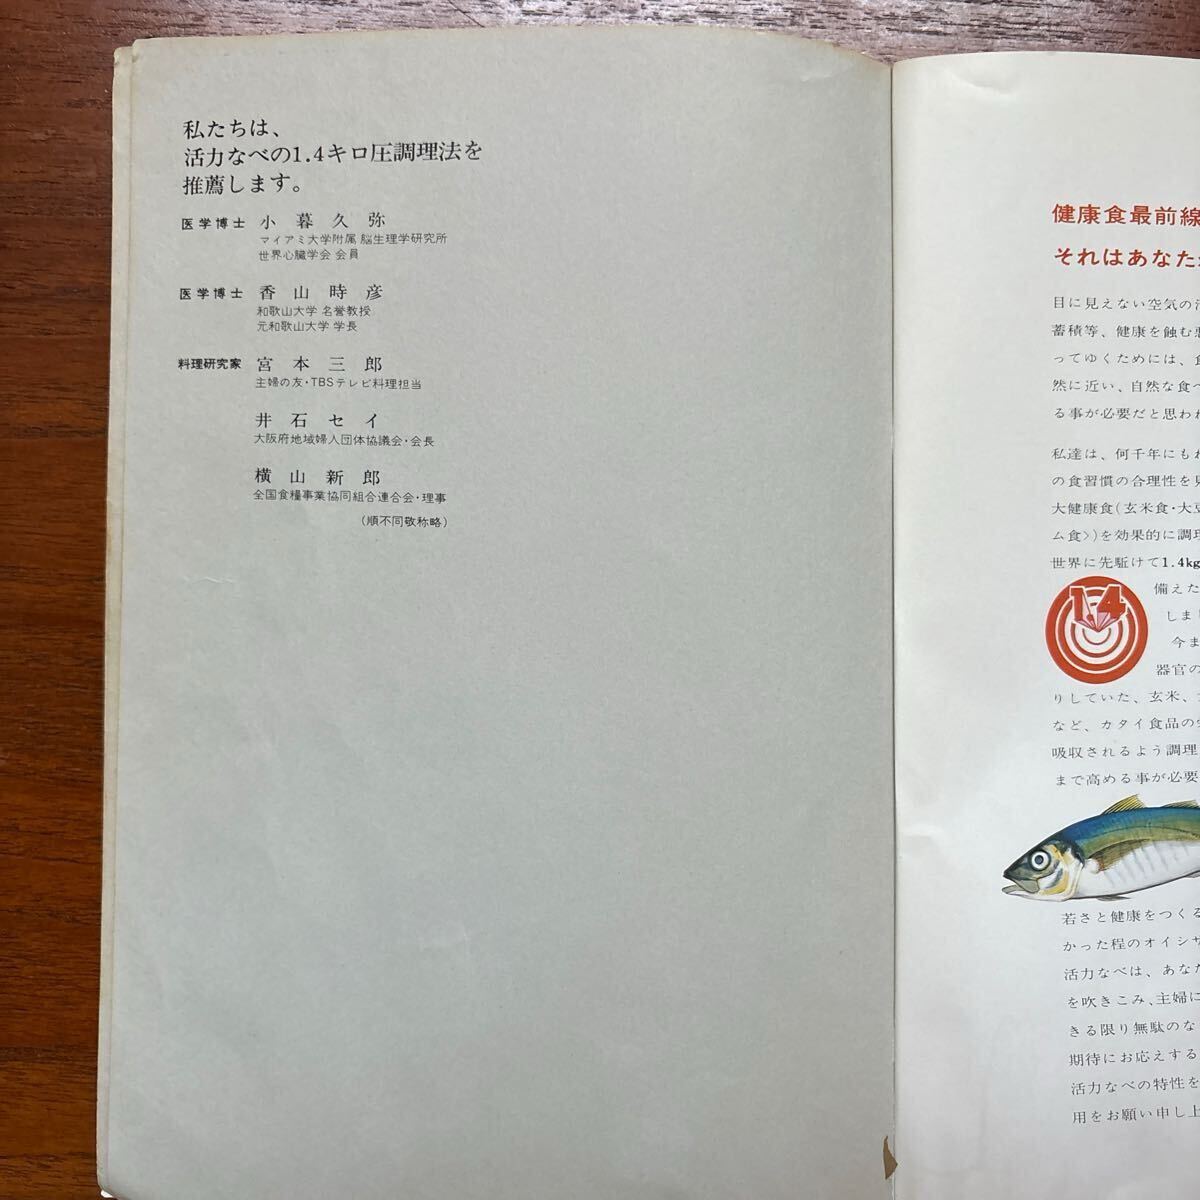 私たちは、
活力なべの1.4キロ圧調理法を
推薦します。
医学博士 小暮久弥
マイアミ大学附属 脳生理学研究所
世界心臓学会 会員
医学博士 香山時彦
和歌山大学 名誉教授
元和歌山大学 学長
料理研究家 宮本三郎
主婦の友・TBSテレビ料理担当
井石セイ
大阪府地域婦人団体協議会・会長
横山新郎
全国食糧事業協同組合連合会・理事
(順不同敬称略)
健康食最前線
それはあなた
目に見えない空気の
蓄積等、健康を蝕む
ってゆくためには、
然に近い、自然な食べ
る事が必要だと思わ
私達は、何千年にも
の食習慣の合理性を
大健康食(玄米食・大豆
ム食>)を効果的に調理
世界に先駈けて1.4kg
1.4
備えた
しまし
今ま
器官の
りしていた、玄米、
など、カタイ食品の
吸収されるよう調理
まで高める事が必要
若さと健康をつくる
かった程のオイシサ
活力なべは、あなた
を吹きこみ、主婦に
きる限り無駄のな
期待にお応えする
活力なべの特性を
用をお願い申し上